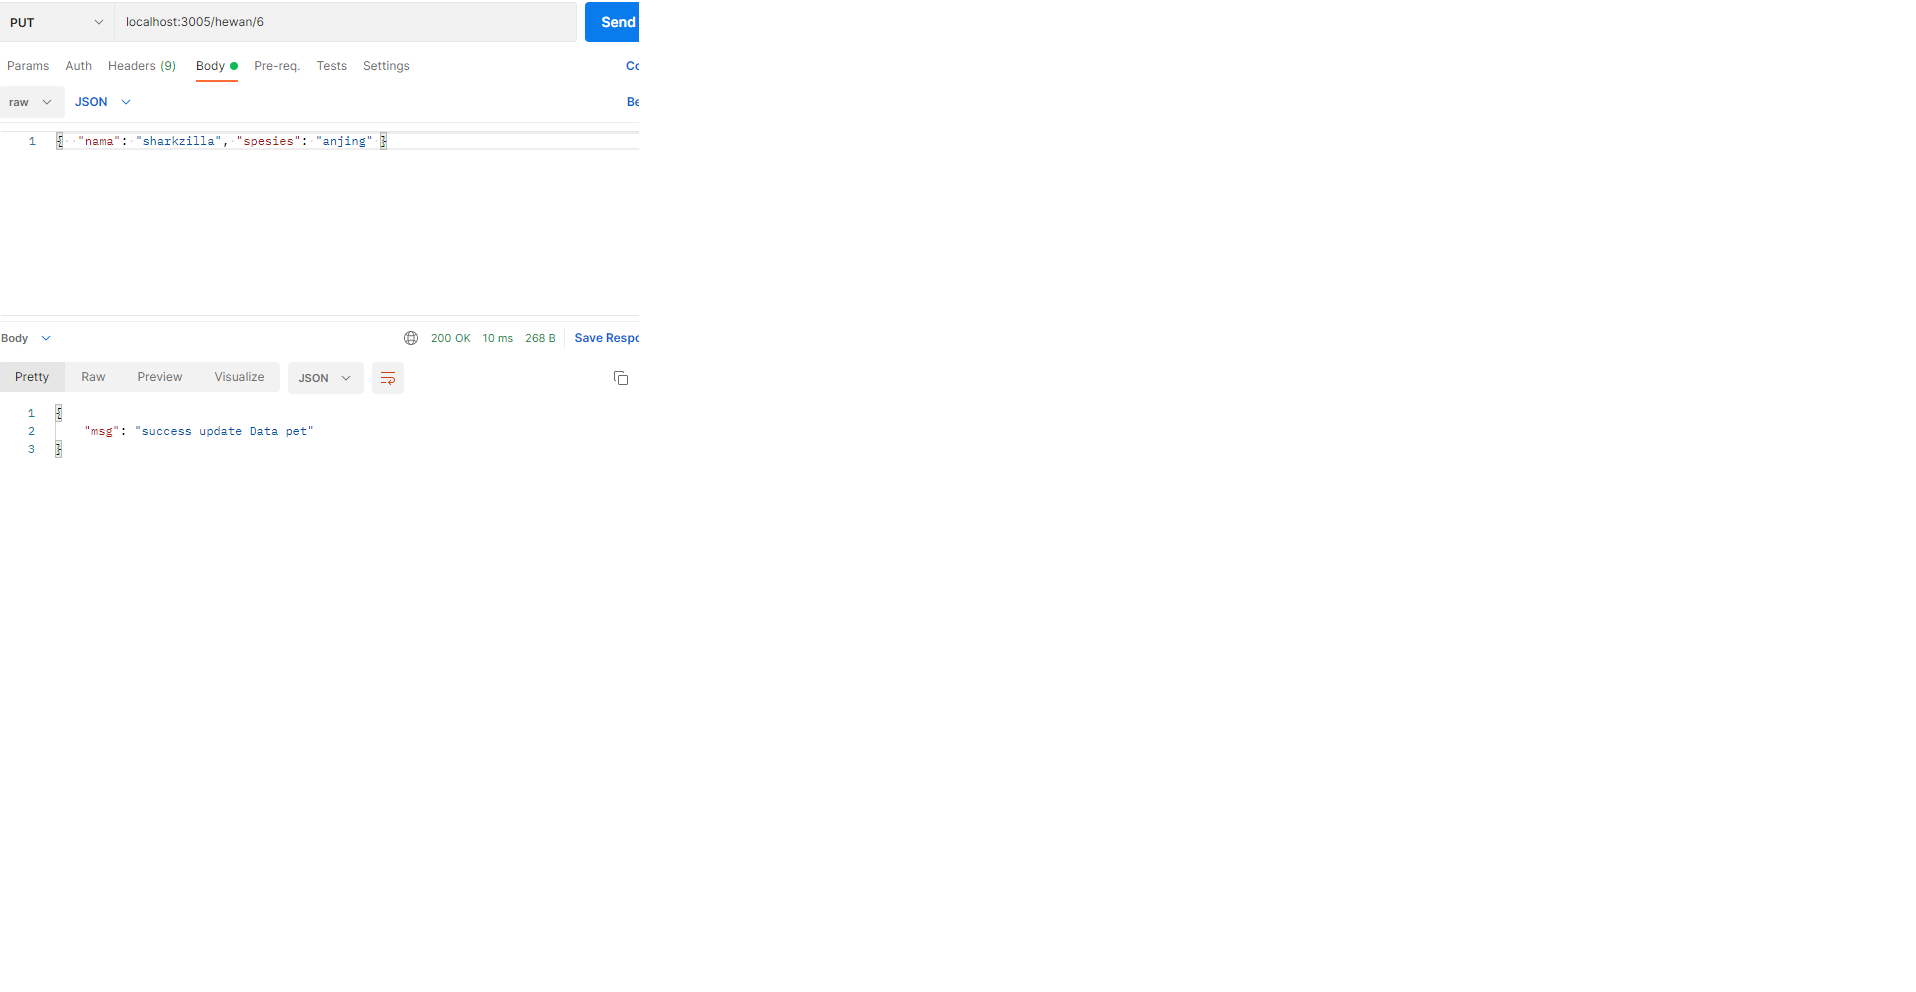 PUT localhost:3005/hewan/6 Send
Params Auth Headers (9) Body Pre-req. Tests Settings Co
raw JSON Be
1 { "nama": "sharkzilla", "spesies": "anjing" }
Body 200 OK 10 ms 268 B Save Respo
Pretty Raw Preview Visualize JSON
1 {
2 "msg": "success update Data pet"
3 }